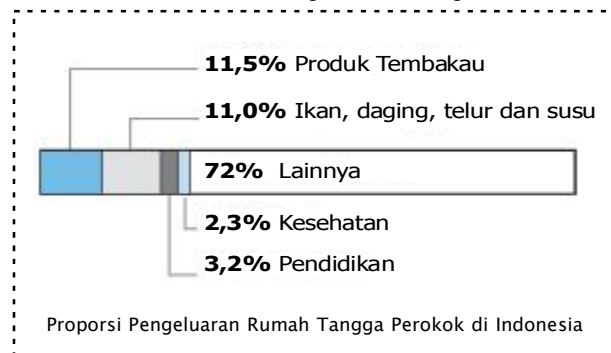 11,5% Produk Tembakau
11,0% Ikan, daging, telur dan susu
72% Lainnya
2,3% Kesehatan
3,2% Pendidikan
Proporsi Pengeluaran Rumah Tangga Perokok di Indonesia